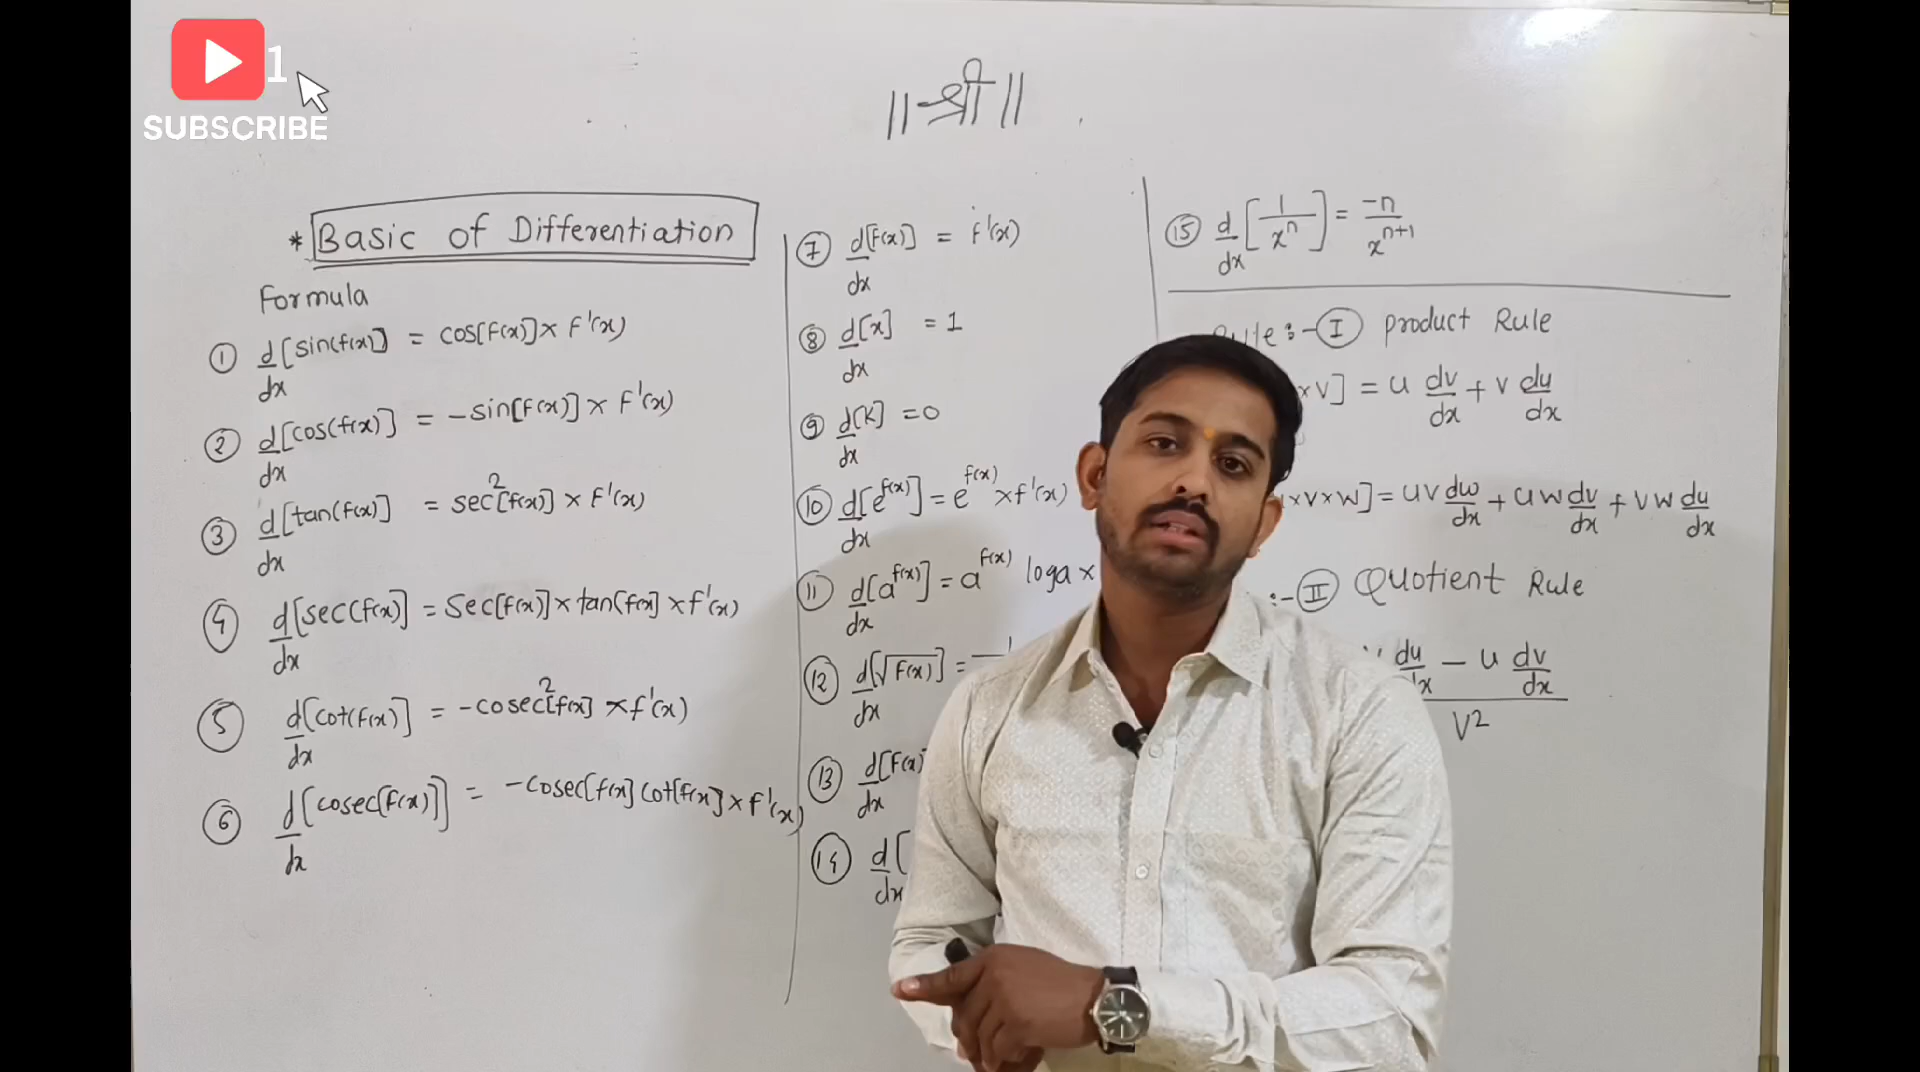 1
SUBSCRIBE
|| श्री ||
* Basic of Differentiation
Formula
① d/dx [sin(f(x)] = cos[f(x)] × f'(x)
② d/dx [cos(f(x)] = -sin[f(x)] × f'(x)
③ d/dx [tan(f(x)] = sec²[f(x)] × f'(x)
④ d/dx [sec(f(x)] = sec[f(x)] × tan(f(x] × f'(x)
⑤ d/dx [cot(f(x)] = -cosec²[f(x] × f'(x)
⑥ d/dx [cosec[f(x)]] = -cosec[f(x] cot[f(x] × f'(x)
⑦ d/dx [f(x)] = f'(x)
⑧ d/dx [x] = 1
⑨ d/dx [K] = 0
⑩ d/dx [e^f(x)] = e^f(x) × f'(x)
⑪ d/dx [a^f(x)] = a^f(x) loga ×
⑫ d/dx [√f(x)] = 1
⑬ d/dx [f(x)
⑭ d/dx [
⑮ d/dx [1/x^n] = -n/x^(n+1)
Rule :- Ⅰ product Rule
×v] = u dv/dx + v du/dx
×v×w] = uv dw/dx + uw dv/dx + vw du/dx
:- Ⅱ Quotient Rule
v du/dx - u dv/dx
v²